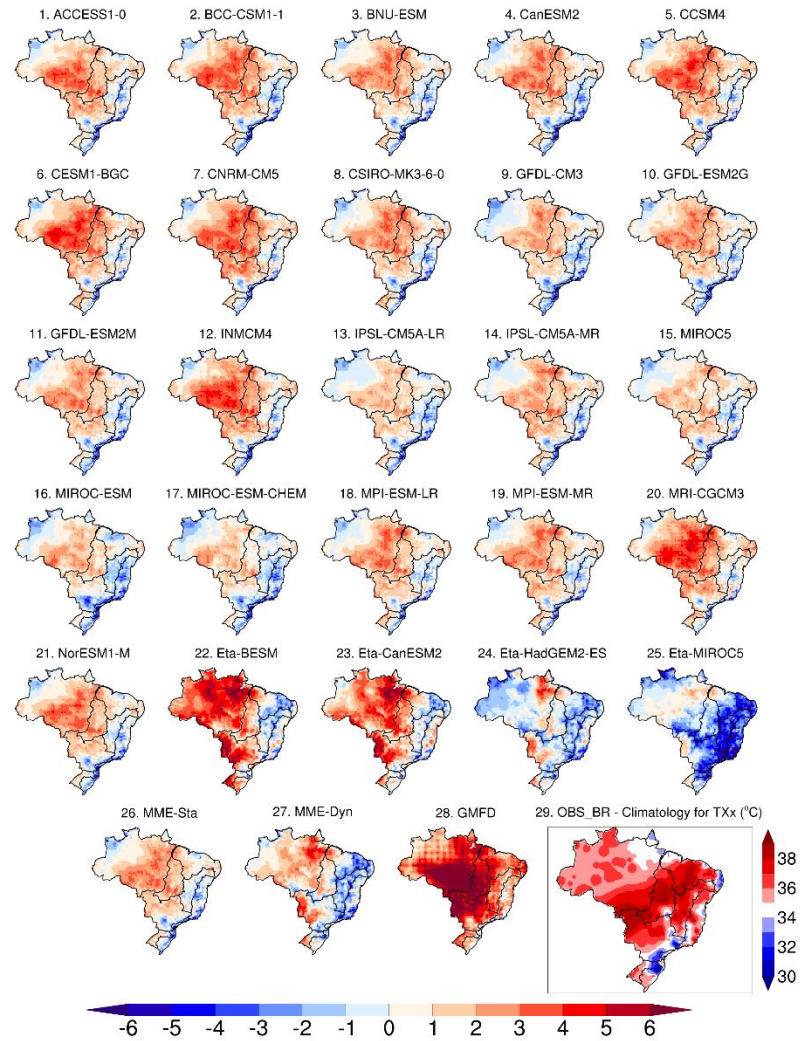 1. ACCESS1-0 2. BCC-CSM1-1 3. BNU-ESM 4. CanESM2 5. CCSM4
6. CESM1-BGC 7. CNRM-CM5 8. CSIRO-MK3-6-0 9. GFDL-CM3 10. GFDL-ESM2G
11. GFDL-ESM2M 12. INMCM4 13. IPSL-CM5A-LR 14. IPSL-CM5A-MR 15. MIROC5
16. MIROC-ESM 17. MIROC-ESM-CHEM 18. MPI-ESM-LR 19. MPI-ESM-MR 20. MRI-CGCM3
21. NorESM1-M 22. Eta-BESM 23. Eta-CanESM2 24. Eta-HadGEM2-ES 25. Eta-MIROC5
26. MME-Sta 27. MME-Dyn 28. GMFD 29. OBS_BR - Climatology for TXx (°C)
38
36
34
32
30
-6 -5 -4 -3 -2 -1 0 1 2 3 4 5 6